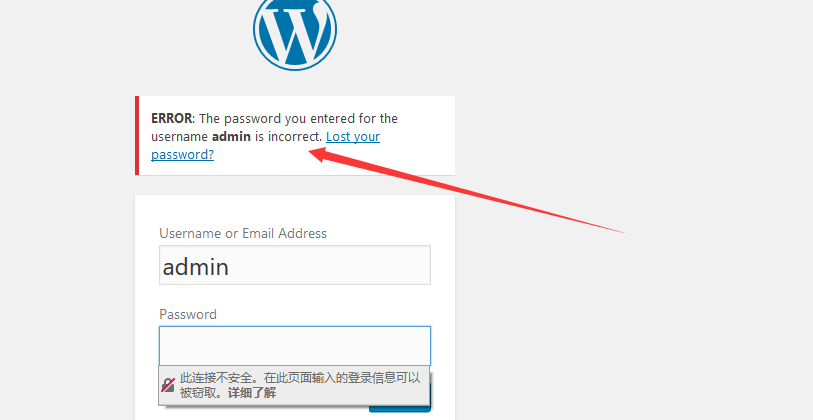 ERROR: The password you entered for the
username admin is incorrect. Lost your
password?
Username or Email Address
admin
Password
此连接不安全。在此页面输入的登录信息可以
被窃取。详细了解